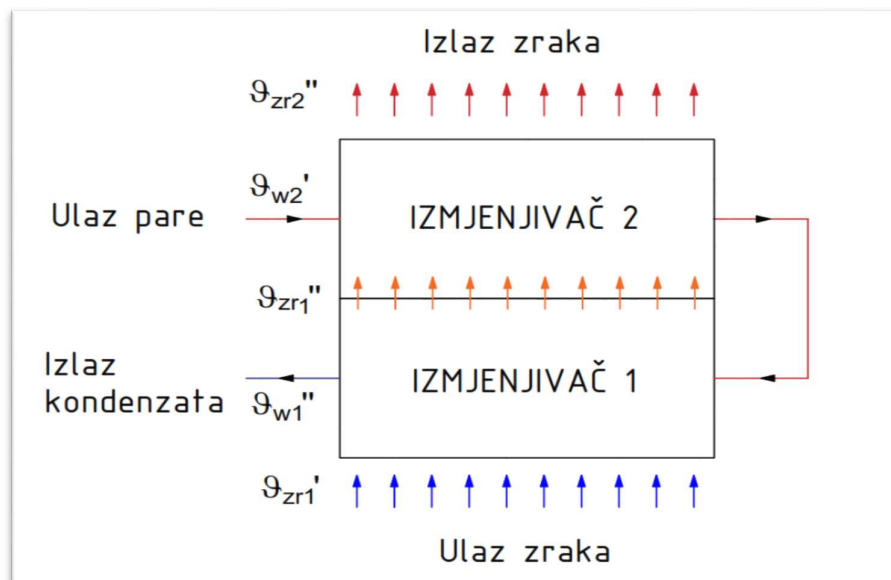 Izlaz zraka
ϑzr2"
ϑw2'
Ulaz pare
IZMJENJIVAČ 2
ϑzr1"
Izlaz
kondenzata
IZMJENJIVAČ 1
ϑw1"
ϑzr1'
Ulaz zraka